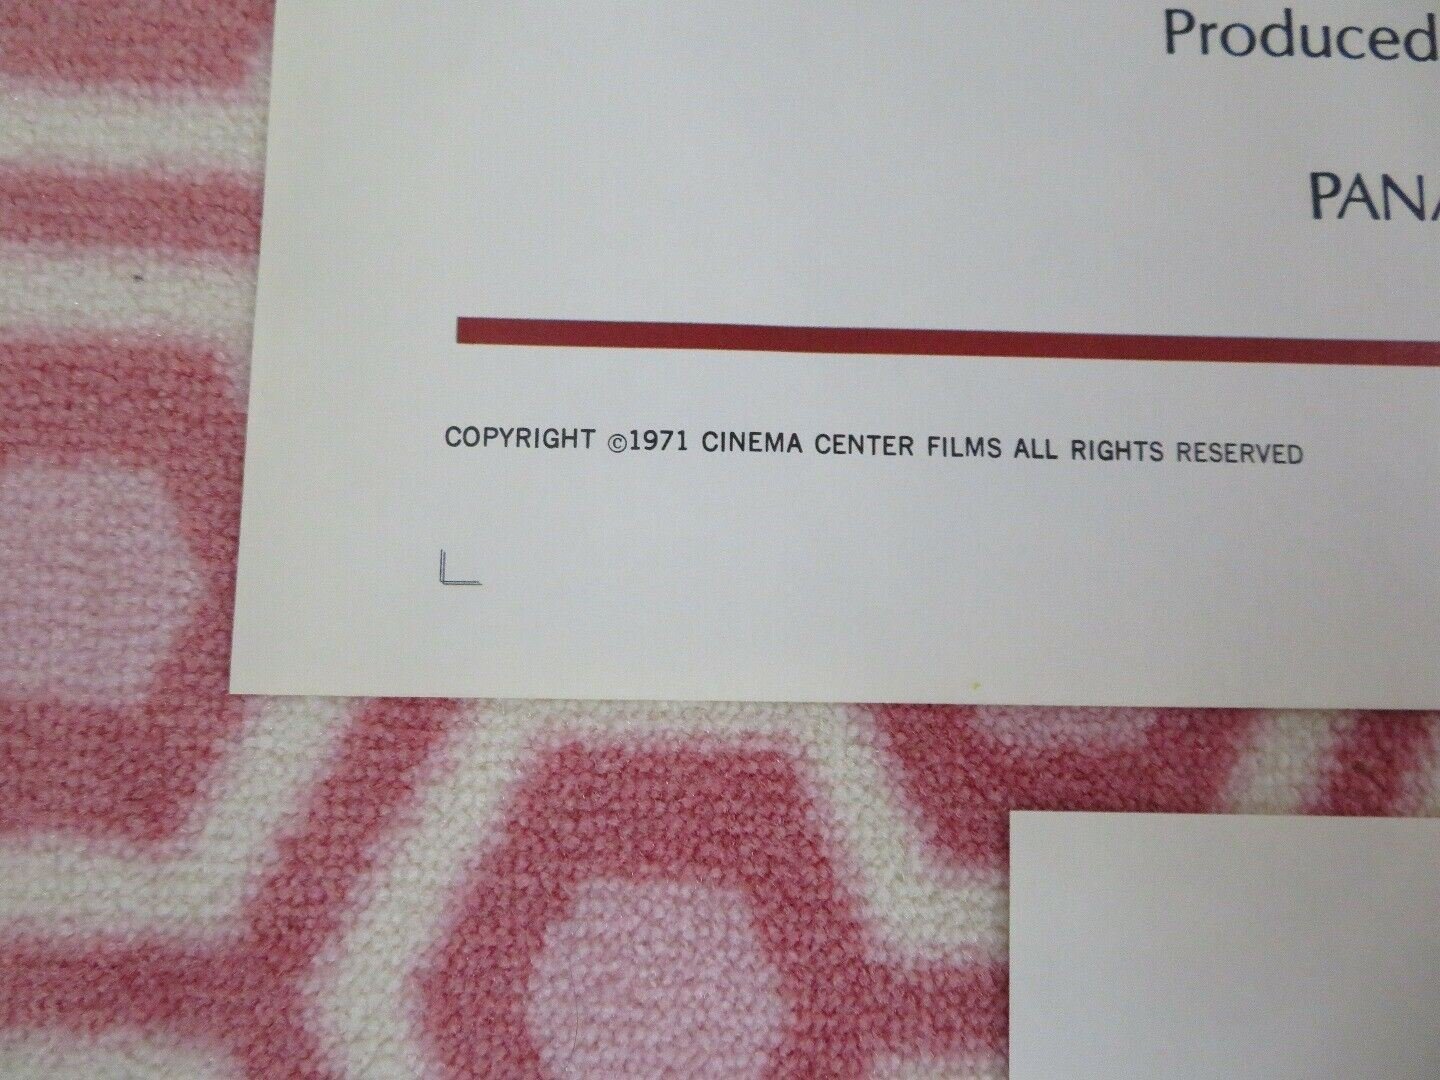 Produced
PANA
COPYRIGHT ©1971 CINEMA CENTER FILMS ALL RIGHTS RESERVED